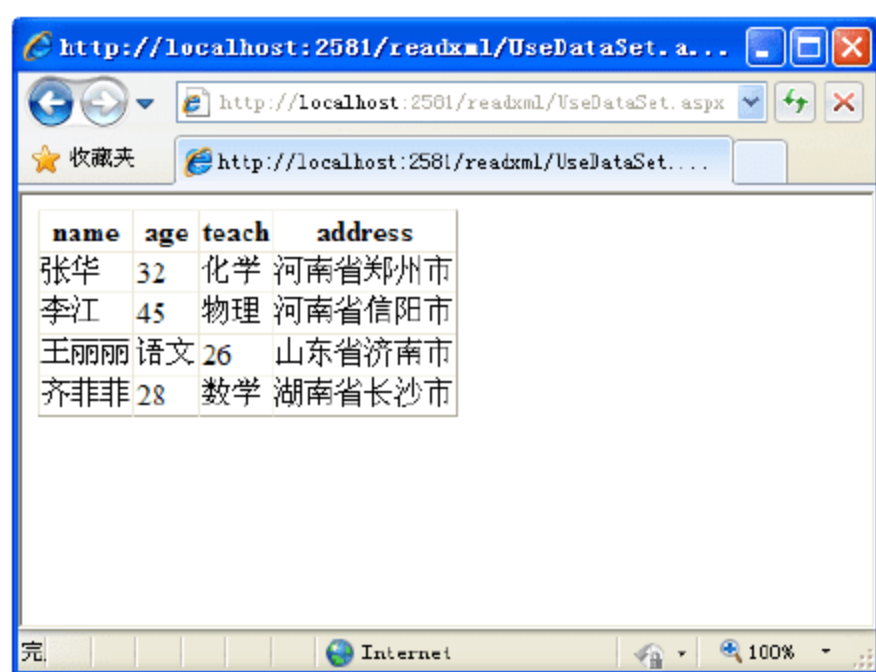 http://localhost:2581/readxml/UseDataSet.a...
http://localhost:2581/readxml/UseDataSet.aspx
收藏夹 http://localhost:2581/readxml/UseDataSet....
name age teach address
张华 32 化学 河南省郑州市
李江 45 物理 河南省信阳市
王丽丽 语文 26 山东省济南市
齐菲菲 28 数学 湖南省长沙市
完 Internet 100%